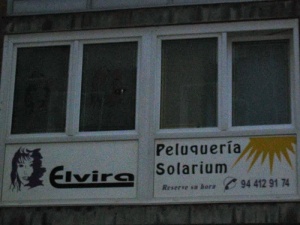 Elvira
Peluquería
Solarium
Reserve su hora
94 412 91 74